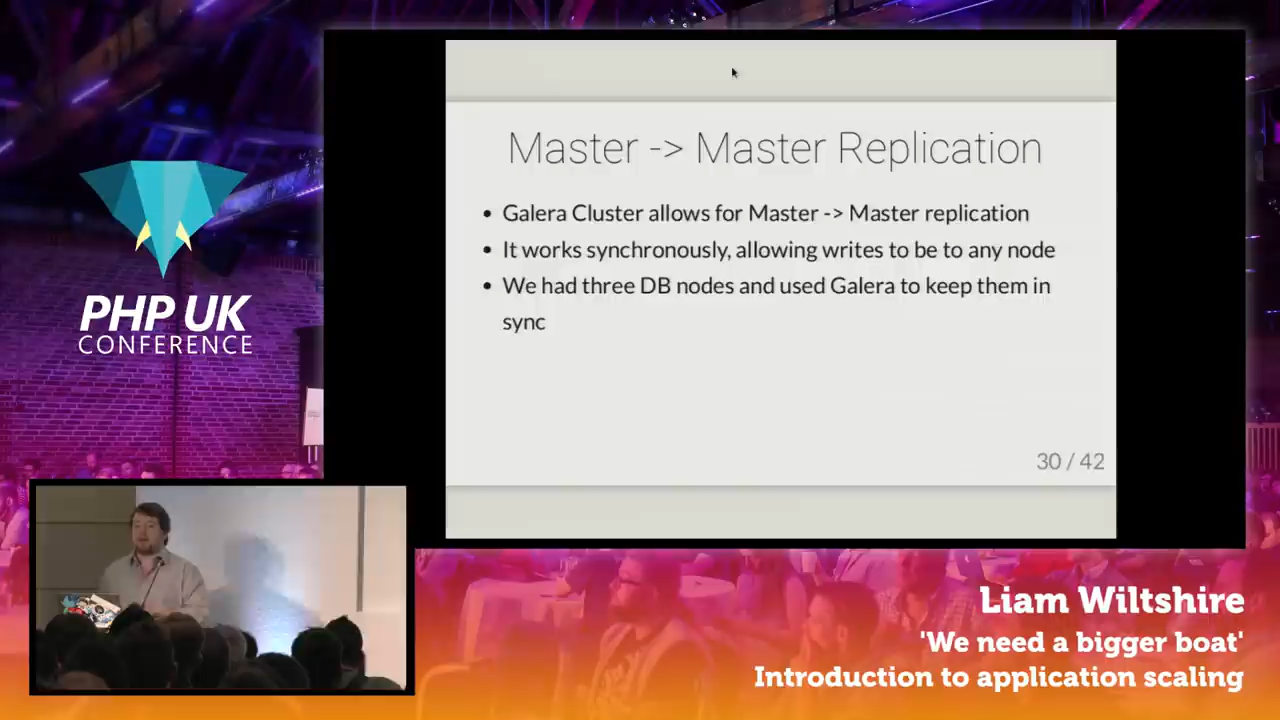 Master -> Master Replication
• Galera Cluster allows for Master -> Master replication
• It works synchronously, allowing writes to be to any node
• We had three DB nodes and used Galera to keep them in
sync
30 / 42
PHP UK
CONFERENCE
Liam Wiltshire
'We need a bigger boat'
Introduction to application scaling